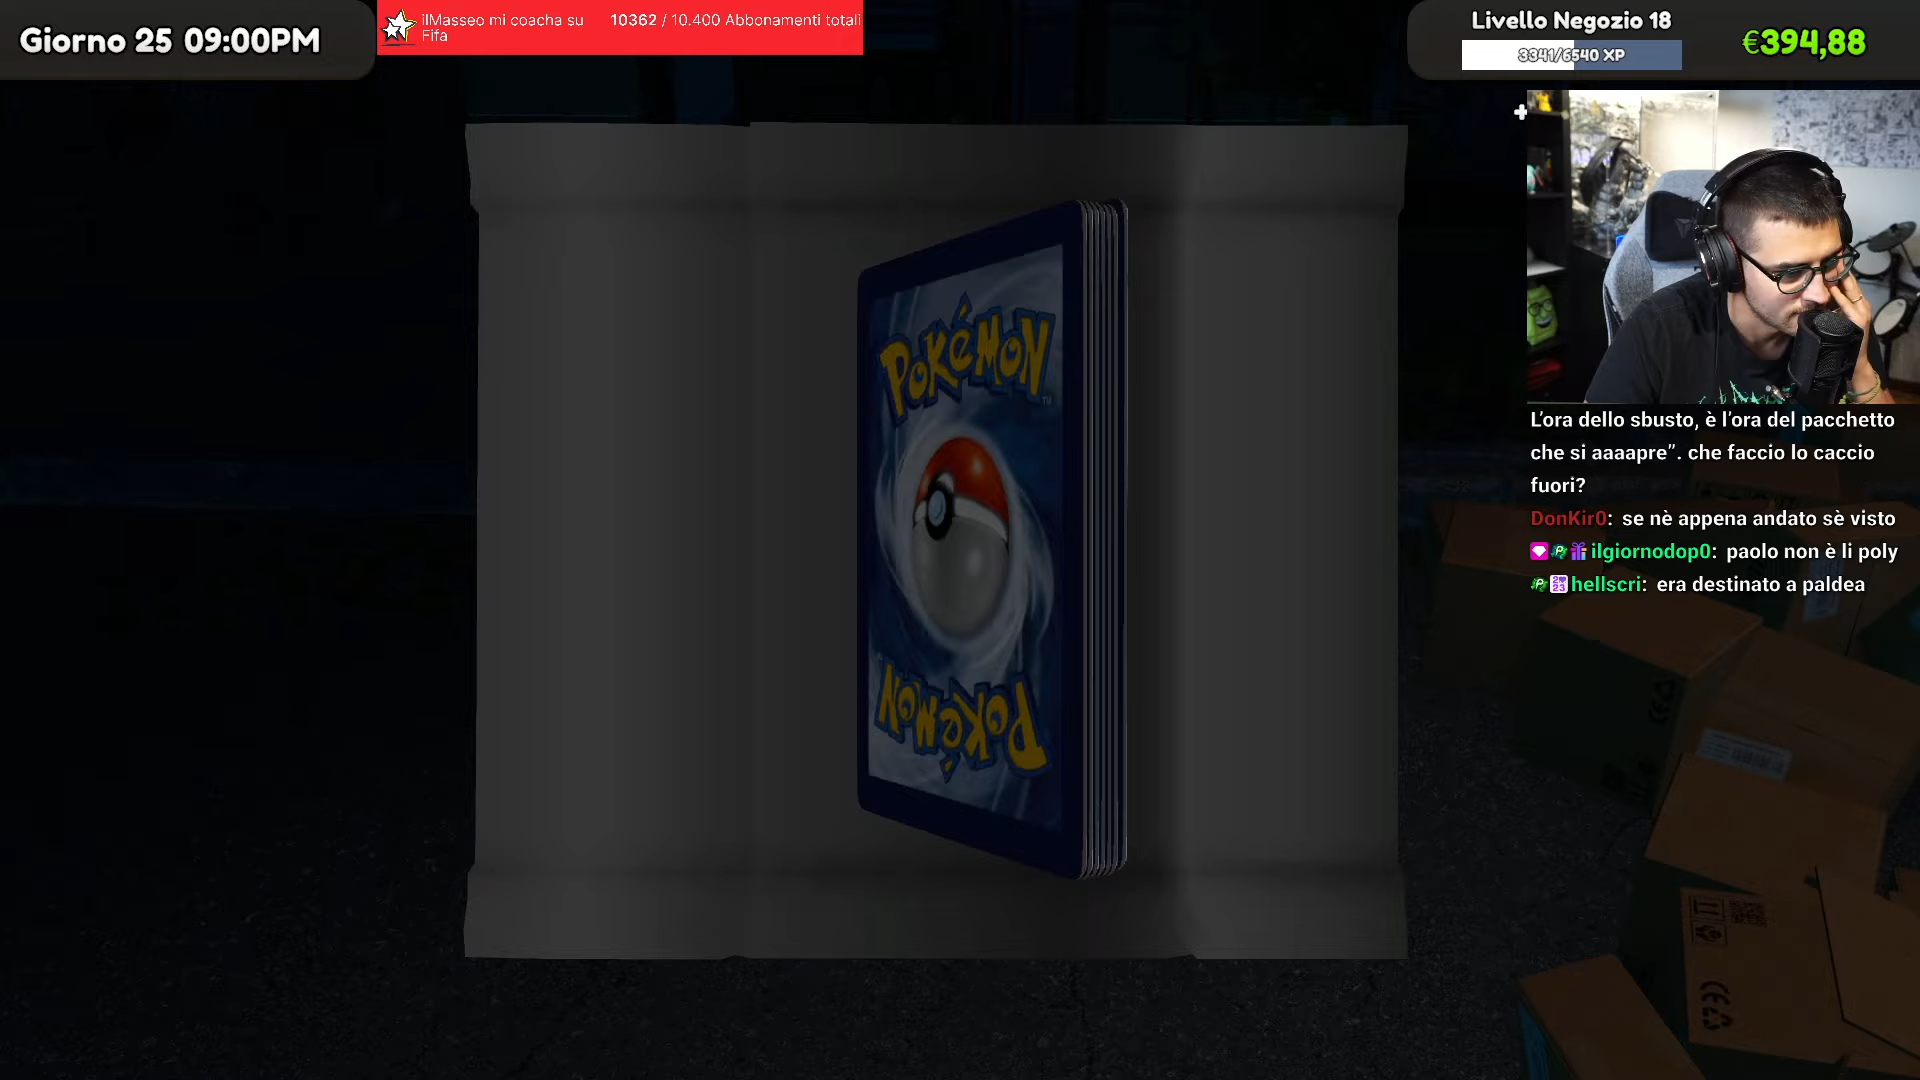 Giorno 25 09:00PM
ilMasseo mi coacha su
Fifa
10362 / 10.400 Abbonamenti totali
Livello Negozio 18
3341/6540 XP
€394,88
POKéMON
POKéMON
L'ora dello sbusto, è l'ora del pacchetto
che si aaaapre”. che faccio lo caccio
fuori?
DonKir0: se nè appena andato sè visto
ilgiornodop0: paolo non è li poly
hellscri: era destinato a paldea